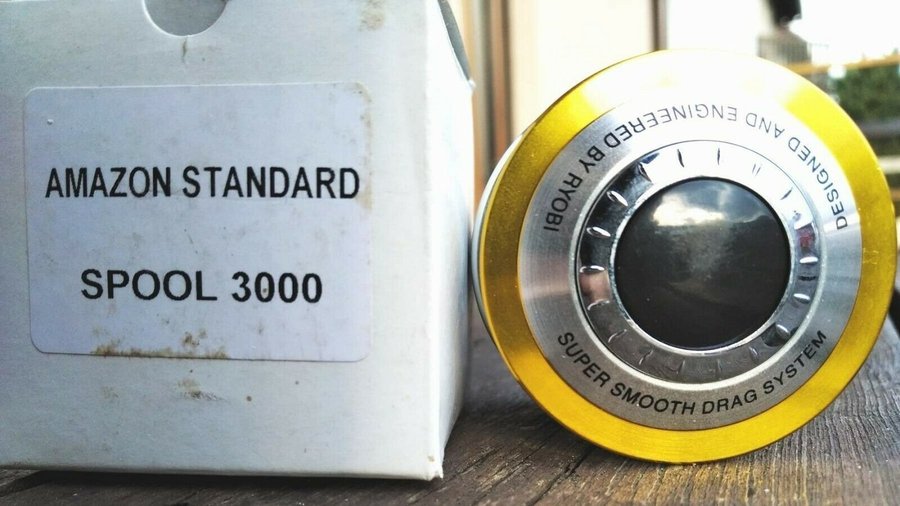 AMAZON STANDARD
SPOOL 3000
DESIGNED AND ENGINEERED BY RYOBI
SUPER SMOOTH DRAG SYSTEM